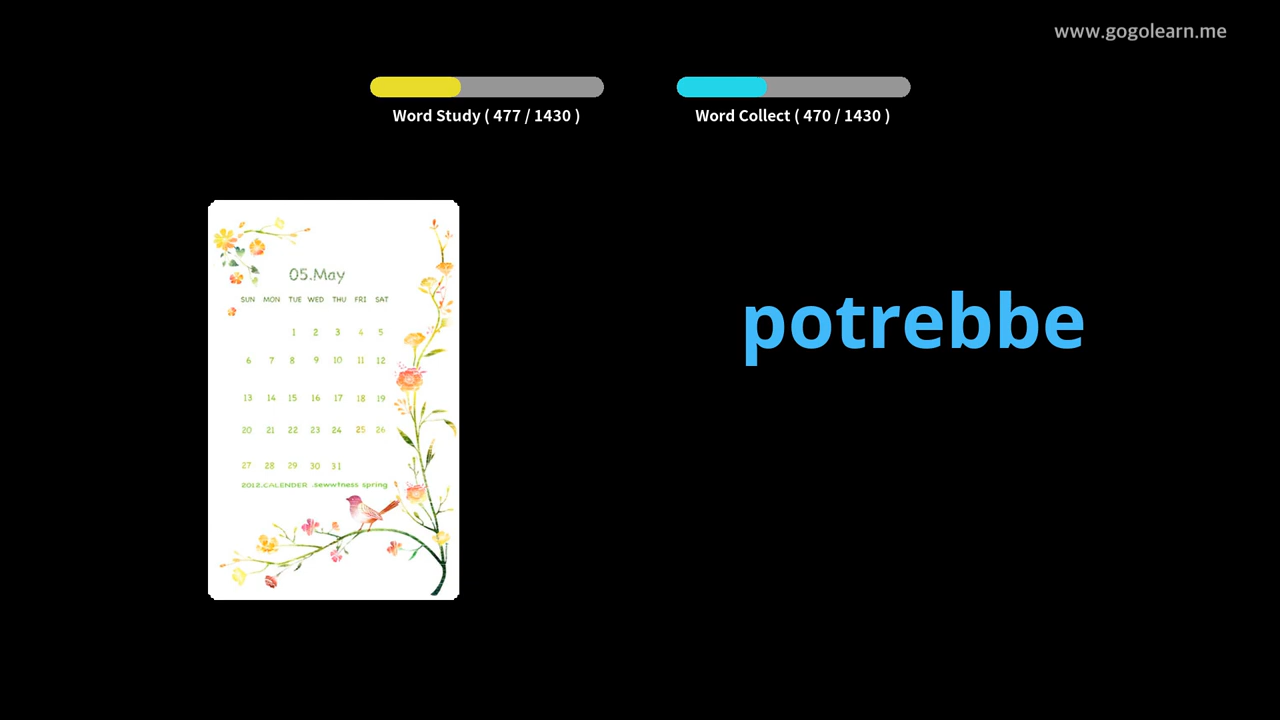 www.gogolearn.me
Word Study ( 477 / 1430 )
Word Collect ( 470 / 1430 )
05.May
SUN MON TUE WED THU FRI SAT
1 2 3 4 5
6 7 8 9 10 11 12
13 14 15 16 17 18 19
20 21 22 23 24 25 26
27 28 29 30 31
2012.CALENDER .sewwtness spring
potrebbe